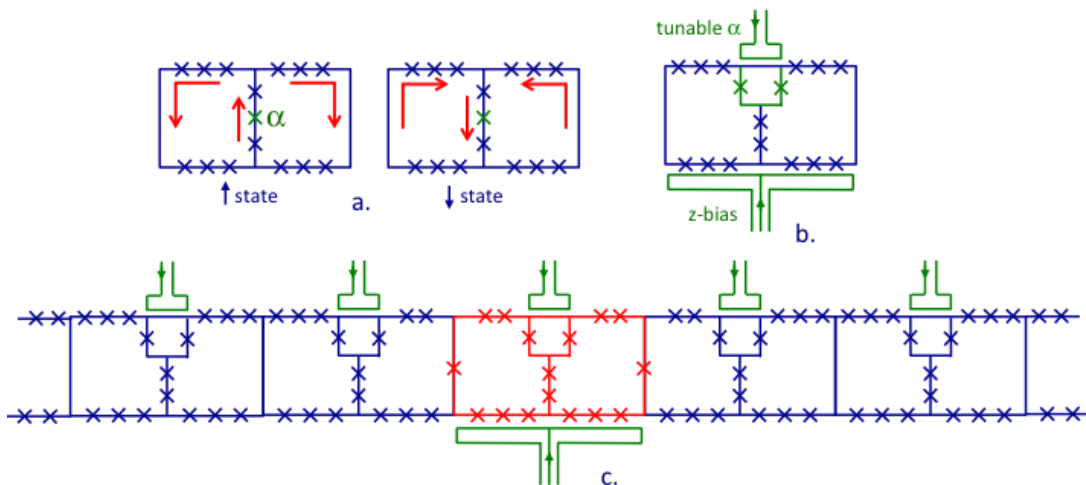 tunable α
α
↑ state
↓ state
a.
z-bias
b.
c.